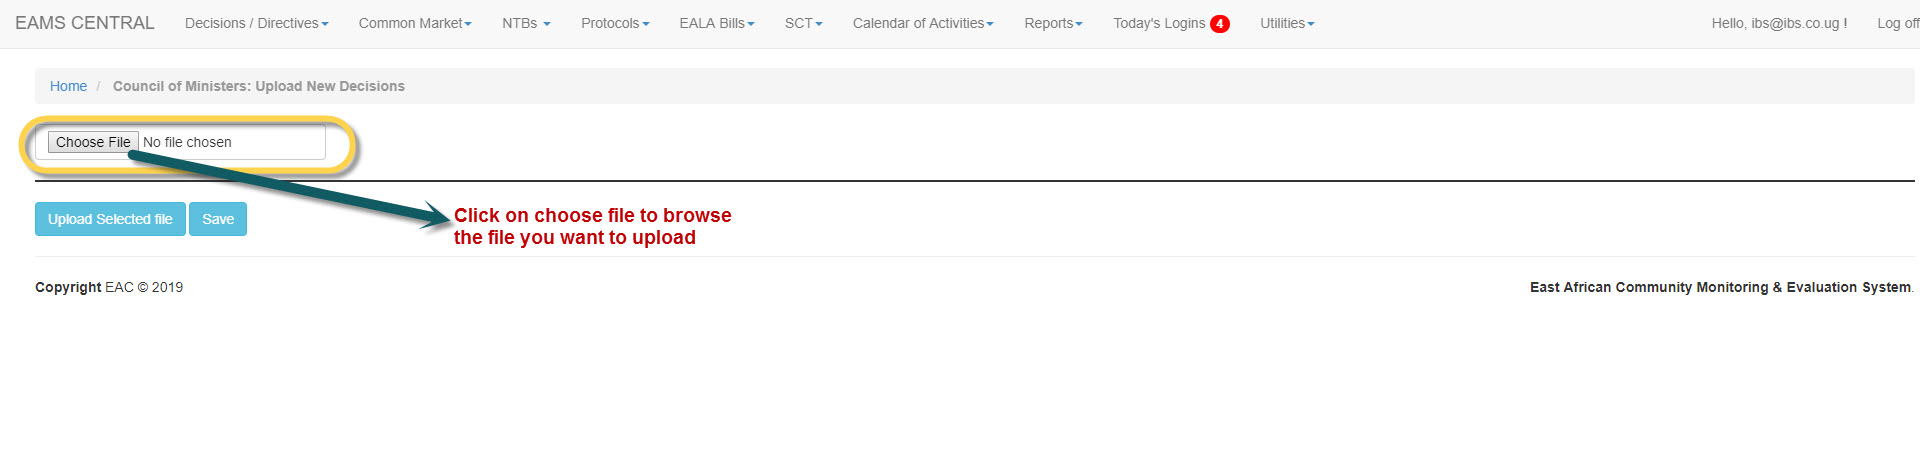 EAMS CENTRAL Decisions / Directives Common Market NTBs Protocols EALA Bills SCT Calendar of Activities Reports Today's Logins 4 Utilities Hello, ibs@ibs.co.ug ! Log off
Home / Council of Ministers: Upload New Decisions
Choose File No file chosen
Upload Selected file Save
Click on choose file to browse
the file you want to upload
Copyright EAC © 2019 East African Community Monitoring & Evaluation System.